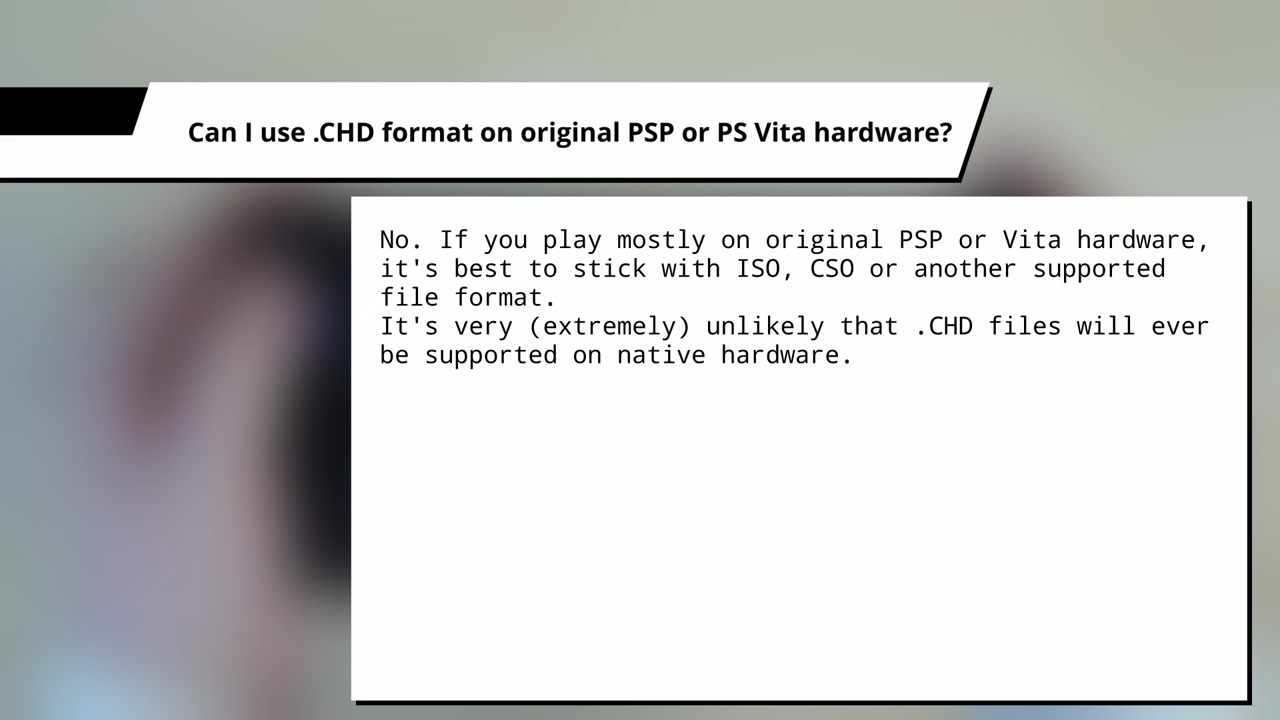 Can I use .CHD format on original PSP or PS Vita hardware?
No. If you play mostly on original PSP or Vita hardware,
it's best to stick with ISO, CSO or another supported
file format.
It's very (extremely) unlikely that .CHD files will ever
be supported on native hardware.